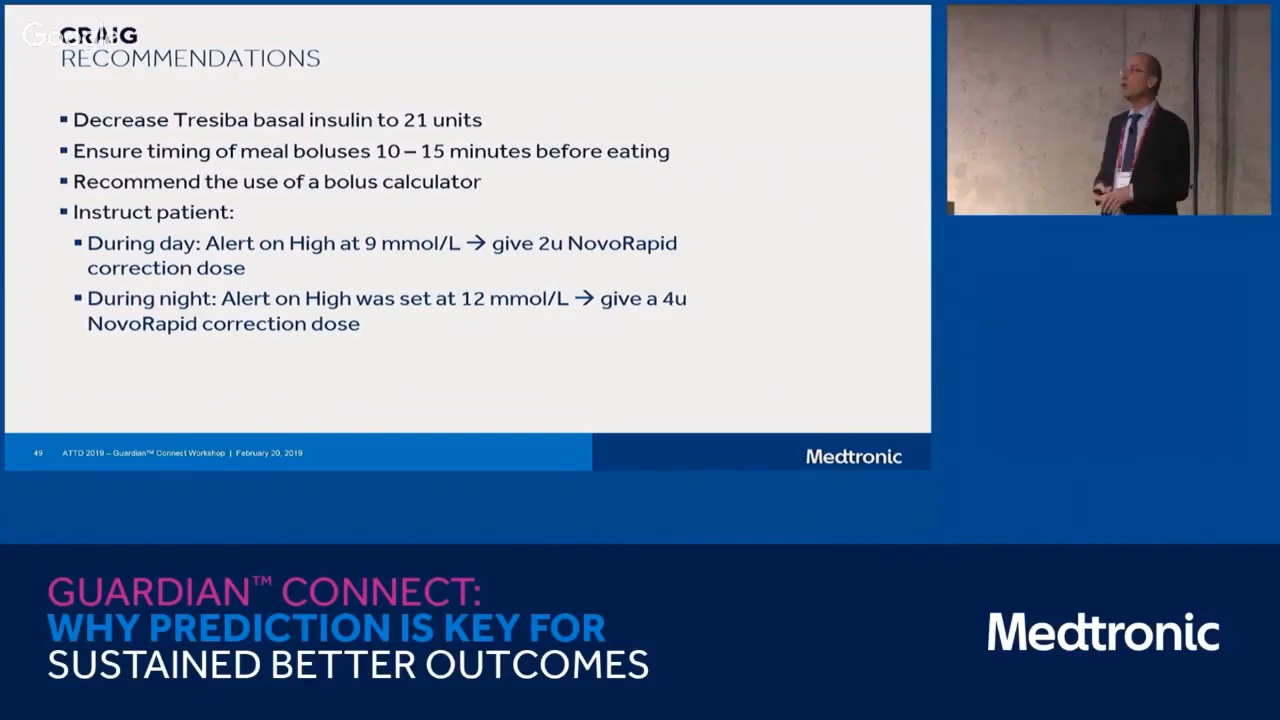 Google
CRAIG
RECOMMENDATIONS
▪ Decrease Tresiba basal insulin to 21 units
▪ Ensure timing of meal boluses 10 – 15 minutes before eating
▪ Recommend the use of a bolus calculator
▪ Instruct patient:
▪ During day: Alert on High at 9 mmol/L → give 2u NovoRapid
correction dose
▪ During night: Alert on High was set at 12 mmol/L → give a 4u
NovoRapid correction dose
49 ATTD 2019 – Guardian™ Connect Workshop | February 20, 2019
Medtronic
GUARDIAN™ CONNECT:
WHY PREDICTION IS KEY FOR
SUSTAINED BETTER OUTCOMES
Medtronic